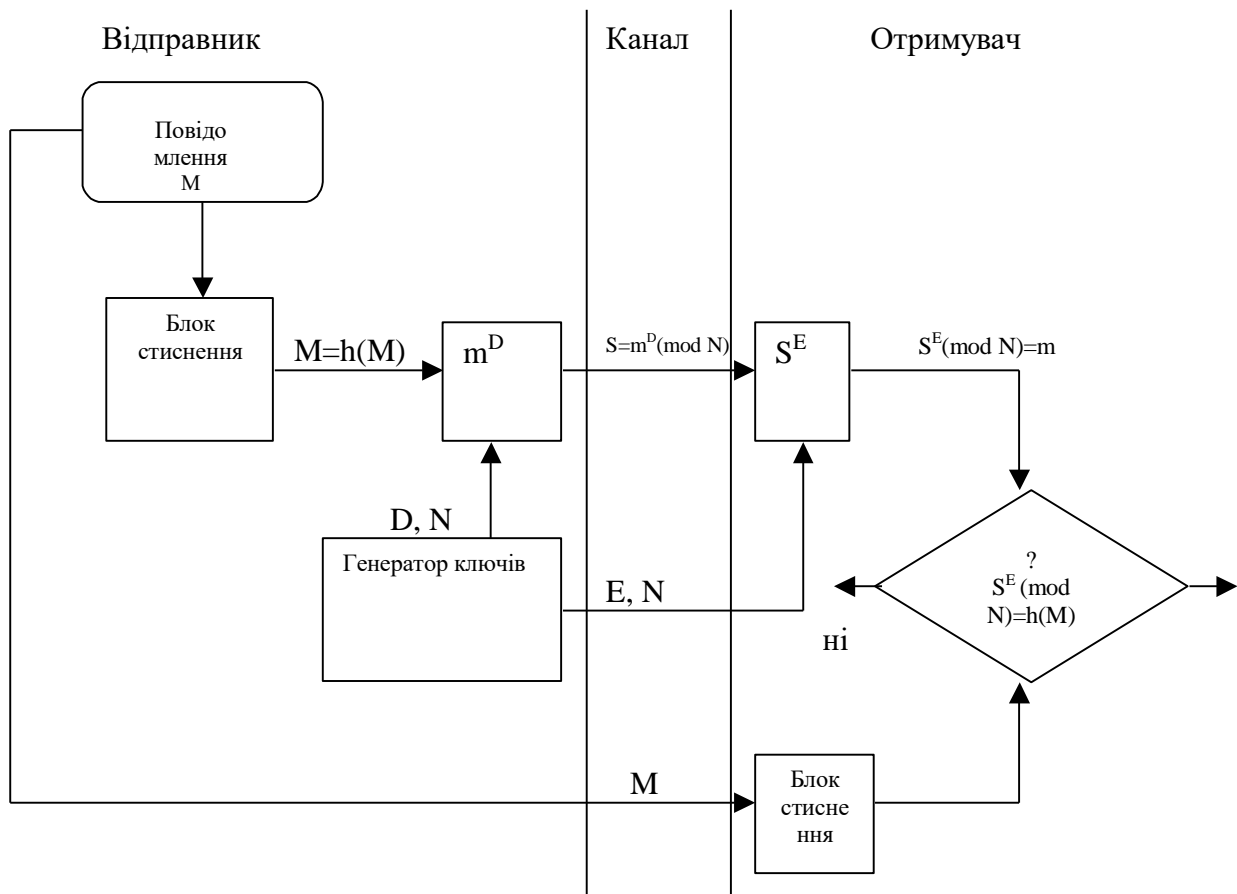 Відправник
Канал
Отримувач
Повідо
млення
М
Блок
стиснення
M=h(M)
m^D
S=m^D(mod N)
S^E
S^E(mod N)=m
D, N
Генератор ключів
E, N
?
S^E (mod
N)=h(M)
ні
M
Блок
стисне
ння